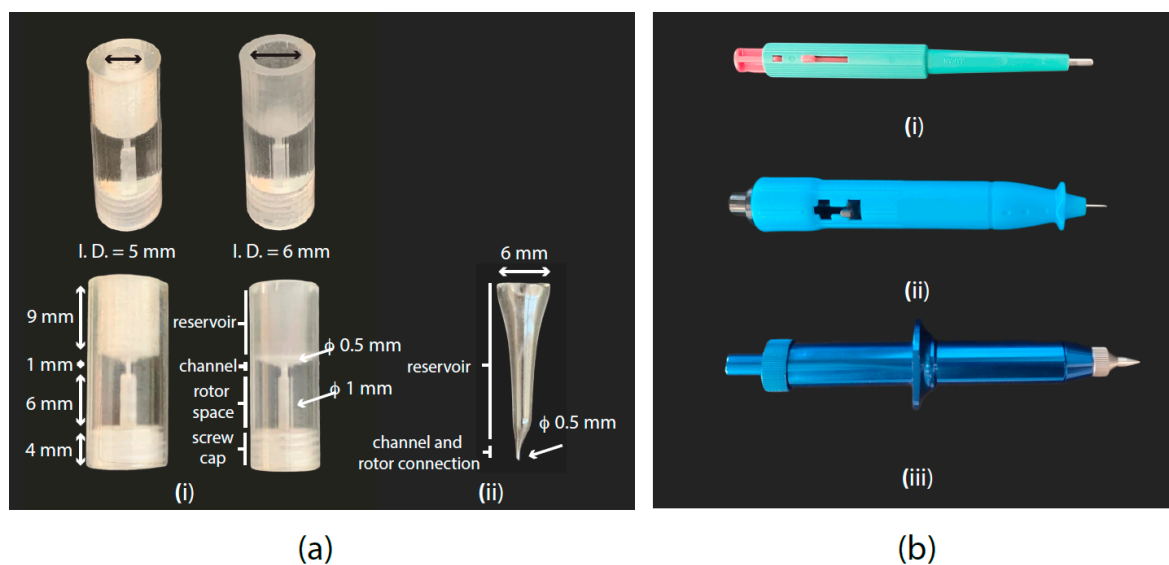 I. D. = 5 mm
I. D. = 6 mm
9 mm
1 mm
6 mm
4 mm
reservoir
channel
rotor
space
screw
cap
ϕ 0.5 mm
ϕ 1 mm
(i)
6 mm
reservoir
ϕ 0.5 mm
channel and
rotor connection
(ii)
(a)
(i)
(ii)
(iii)
(b)